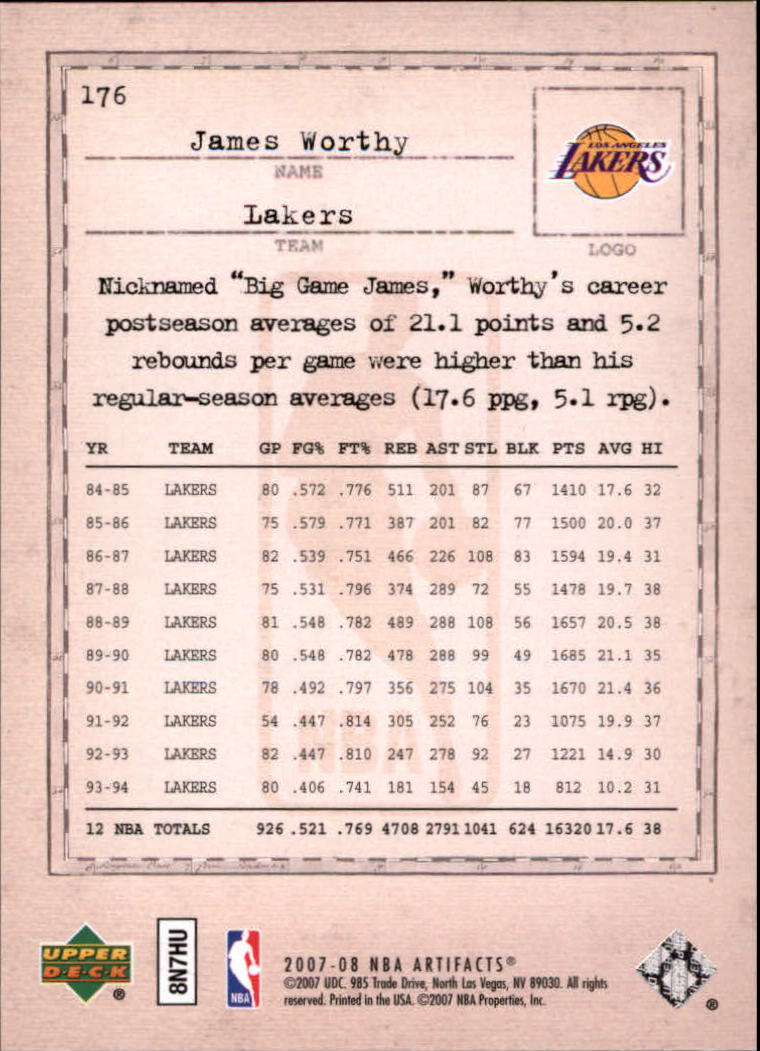 176
James Worthy
NAME
LOS ANGELES
LAKERS
Lakers
TEAM
LOGO
Nicknamed "Big Game James," Worthy's career
postseason averages of 21.1 points and 5.2
rebounds per game were higher than his
regular-season averages (17.6 ppg, 5.1 rpg).
YR TEAM GP FG% FT% REB AST STL BLK PTS AVG HI
84-85 LAKERS 80 .572 .776 511 201 87 67 1410 17.6 32
85-86 LAKERS 75 .579 .771 387 201 82 77 1500 20.0 37
86-87 LAKERS 82 .539 .751 466 226 108 83 1594 19.4 31
87-88 LAKERS 75 .531 .796 374 289 72 55 1478 19.7 38
88-89 LAKERS 81 .548 .782 489 288 108 56 1657 20.5 38
89-90 LAKERS 80 .548 .782 478 288 99 49 1685 21.1 35
90-91 LAKERS 78 .492 .797 356 275 104 35 1670 21.4 36
91-92 LAKERS 54 .447 .814 305 252 76 23 1075 19.9 37
92-93 LAKERS 82 .447 .810 247 278 92 27 1221 14.9 30
93-94 LAKERS 80 .406 .741 181 154 45 18 812 10.2 31
12 NBA TOTALS 926 .521 .769 4708 2791 1041 624 16320 17.6 38
NBA
UPPER
DECK
®
8N7HU
NBA
2007-08 NBA ARTIFACTS®
©2007 UDC. 985 Trade Drive, North Las Vegas, NV 89030. All rights
reserved. Printed in the USA. ©2007 NBA Properties, Inc.
®